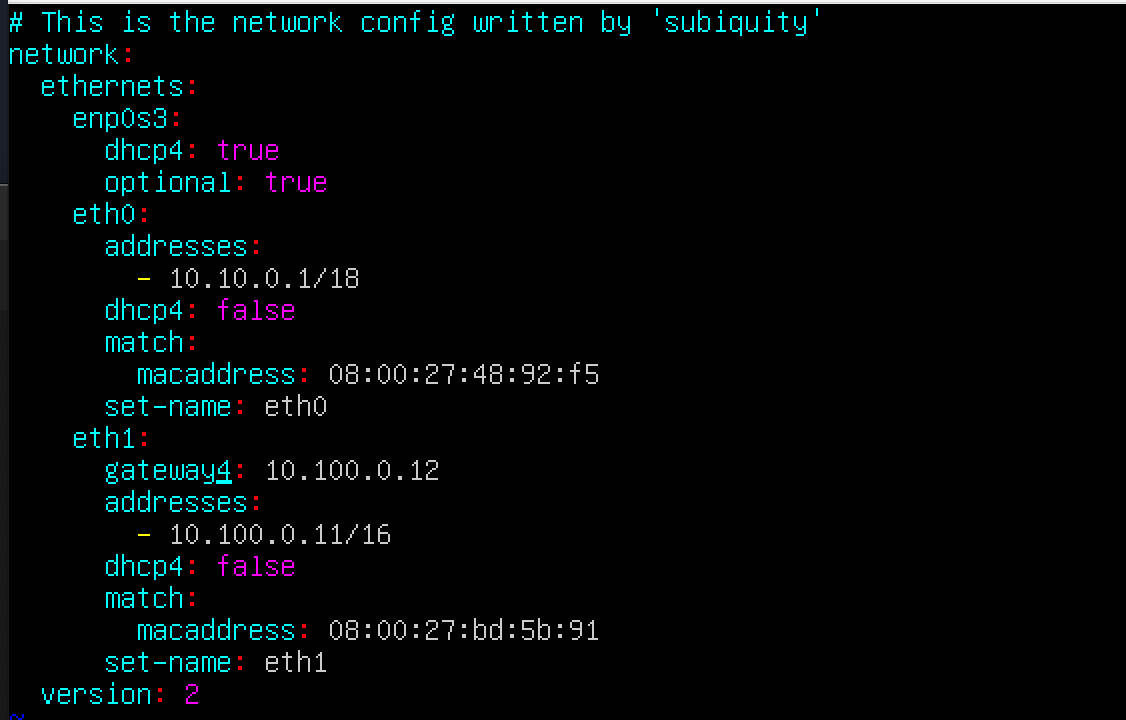 # This is the network config written by 'subiquity'
network:
  ethernets:
    enp0s3:
      dhcp4: true
      optional: true
    eth0:
      addresses:
        - 10.10.0.1/18
      dhcp4: false
      match:
        macaddress: 08:00:27:48:92:f5
      set-name: eth0
    eth1:
      gateway4: 10.100.0.12
      addresses:
        - 10.100.0.11/16
      dhcp4: false
      match:
        macaddress: 08:00:27:bd:5b:91
      set-name: eth1
  version: 2
~